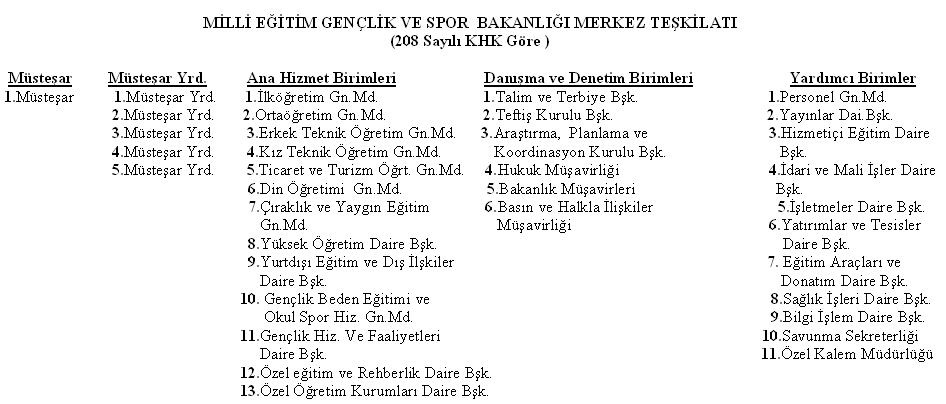 MİLLİ EĞİTİM GENÇLİK VE SPOR BAKANLIĞI MERKEZ TEŞKİLATI
(208 Sayılı KHK Göre )
Müsteşar
1.Müsteşar
Müsteşar Yrd.
1.Müsteşar Yrd.
2.Müsteşar Yrd.
3.Müsteşar Yrd.
4.Müsteşar Yrd.
5.Müsteşar Yrd.
Ana Hizmet Birimleri
1.İlköğretim Gn.Md.
2.Ortaöğretim Gn.Md.
3.Erkek Teknik Öğretim Gn.Md.
4.Kız Teknik Öğretim Gn.Md.
5.Ticaret ve Turizm Öğrt. Gn.Md.
6.Din Öğretimi Gn.Md.
7.Çıraklık ve Yaygın Eğitim
Gn.Md.
8.Yüksek Öğretim Daire Bşk.
9.Yurtdışı Eğitim ve Dış İlşkiler
Daire Bşk.
10. Gençlik Beden Eğitimi ve
Okul Spor Hiz. Gn.Md.
11.Gençlik Hiz. Ve Faaliyetleri
Daire Bşk.
12.Özel eğitim ve Rehberlik Daire Bşk.
13.Özel Öğretim Kurumları Daire Bşk.
Danışma ve Denetim Birimleri
1.Talim ve Terbiye Bşk.
2.Teftiş Kurulu Bşk.
3.Araştırma, Planlama ve
Koordinasyon Kurulu Bşk.
4.Hukuk Müşavirliği
5.Bakanlık Müşavirleri
6.Basın ve Halkla İlişkiler
Müşavirliği
Yardımcı Birimler
1.Personel Gn.Md.
2.Yayınlar Dai.Bşk.
3.Hizmetiçi Eğitim Daire
Bşk.
4.İdari ve Mali İşler Daire
Bşk.
5.İşletmeler Daire Bşk.
6.Yatırımlar ve Tesisler
Daire Bşk.
7. Eğitim Araçları ve
Donatım Daire Bşk.
8.Sağlık İşleri Daire Bşk.
9.Bilgi İşlem Daire Bşk.
10.Savunma Sekreterliği
11.Özel Kalem Müdürlüğü